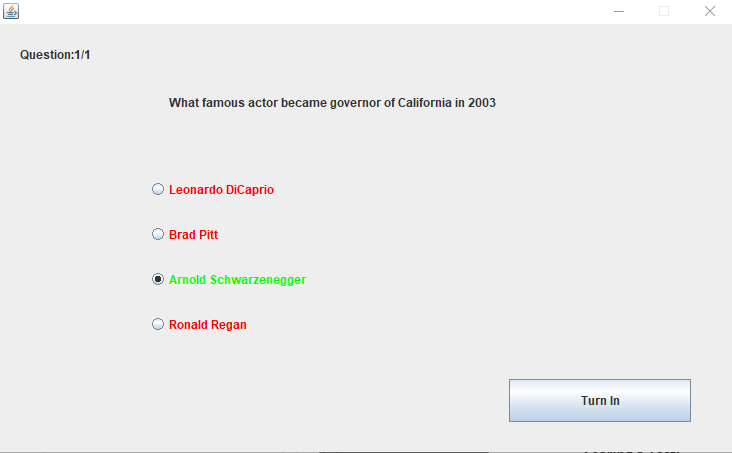 Question:1/1
What famous actor became governor of California in 2003
Leonardo DiCaprio
Brad Pitt
Arnold Schwarzenegger
Ronald Regan
Turn In